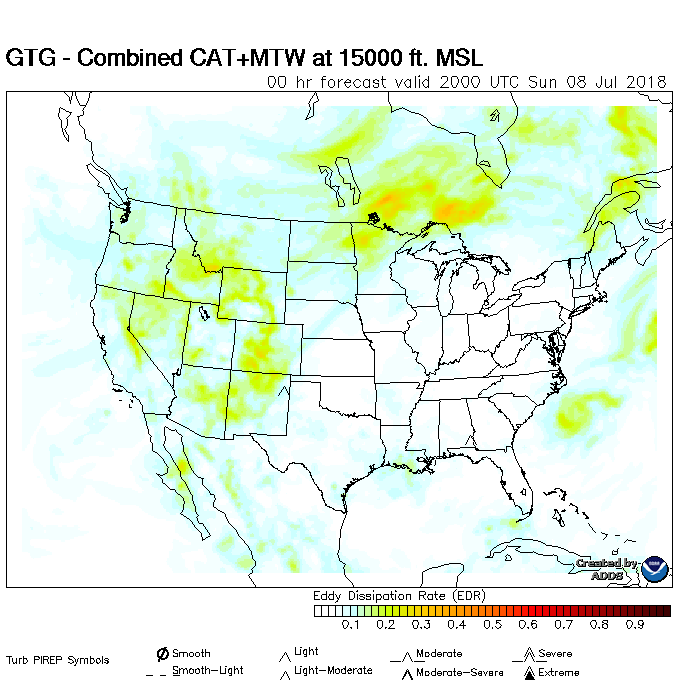 GTG - Combined CAT+MTW at 15000 ft. MSL
00 hr forecast valid 2000 UTC Sun 08 Jul 2018
Created by
ADDS
Eddy Dissipation Rate (EDR)
0.1 0.2 0.3 0.4 0.5 0.6 0.7 0.8 0.9
Turb PIREP Symbols
Smooth Light Moderate Severe
Smooth-Light Light-Moderate Moderate-Severe Extreme